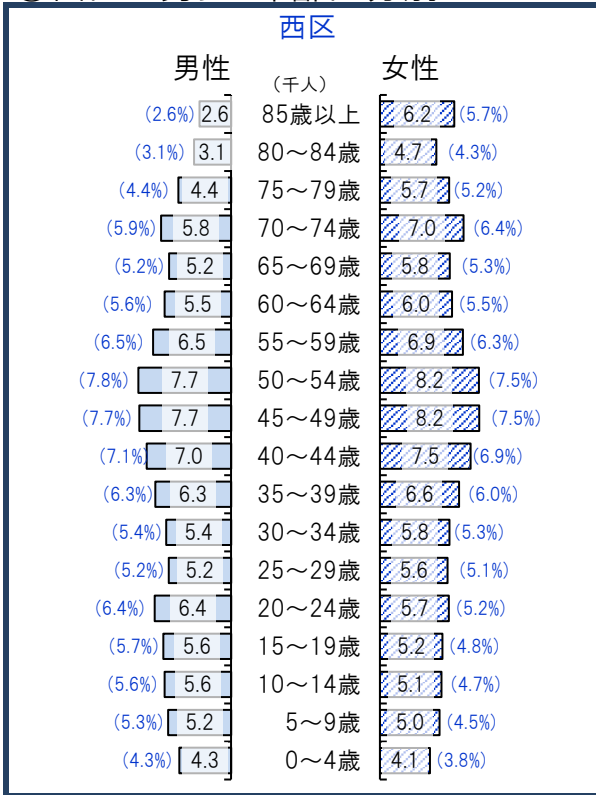 西区
男性 女性
(千人)
(2.6%) 2.6 85歳以上 6.2 (5.7%)
(3.1%) 3.1 80～84歳 4.7 (4.3%)
(4.4%) 4.4 75～79歳 5.7 (5.2%)
(5.9%) 5.8 70～74歳 7.0 (6.4%)
(5.2%) 5.2 65～69歳 5.8 (5.3%)
(5.6%) 5.5 60～64歳 6.0 (5.5%)
(6.5%) 6.5 55～59歳 6.9 (6.3%)
(7.8%) 7.7 50～54歳 8.2 (7.5%)
(7.7%) 7.7 45～49歳 8.2 (7.5%)
(7.1%) 7.0 40～44歳 7.5 (6.9%)
(6.3%) 6.3 35～39歳 6.6 (6.0%)
(5.4%) 5.4 30～34歳 5.8 (5.3%)
(5.2%) 5.2 25～29歳 5.6 (5.1%)
(6.4%) 6.4 20～24歳 5.7 (5.2%)
(5.7%) 5.6 15～19歳 5.2 (4.8%)
(5.6%) 5.6 10～14歳 5.1 (4.7%)
(5.3%) 5.2 5～9歳 5.0 (4.5%)
(4.3%) 4.3 0～4歳 4.1 (3.8%)